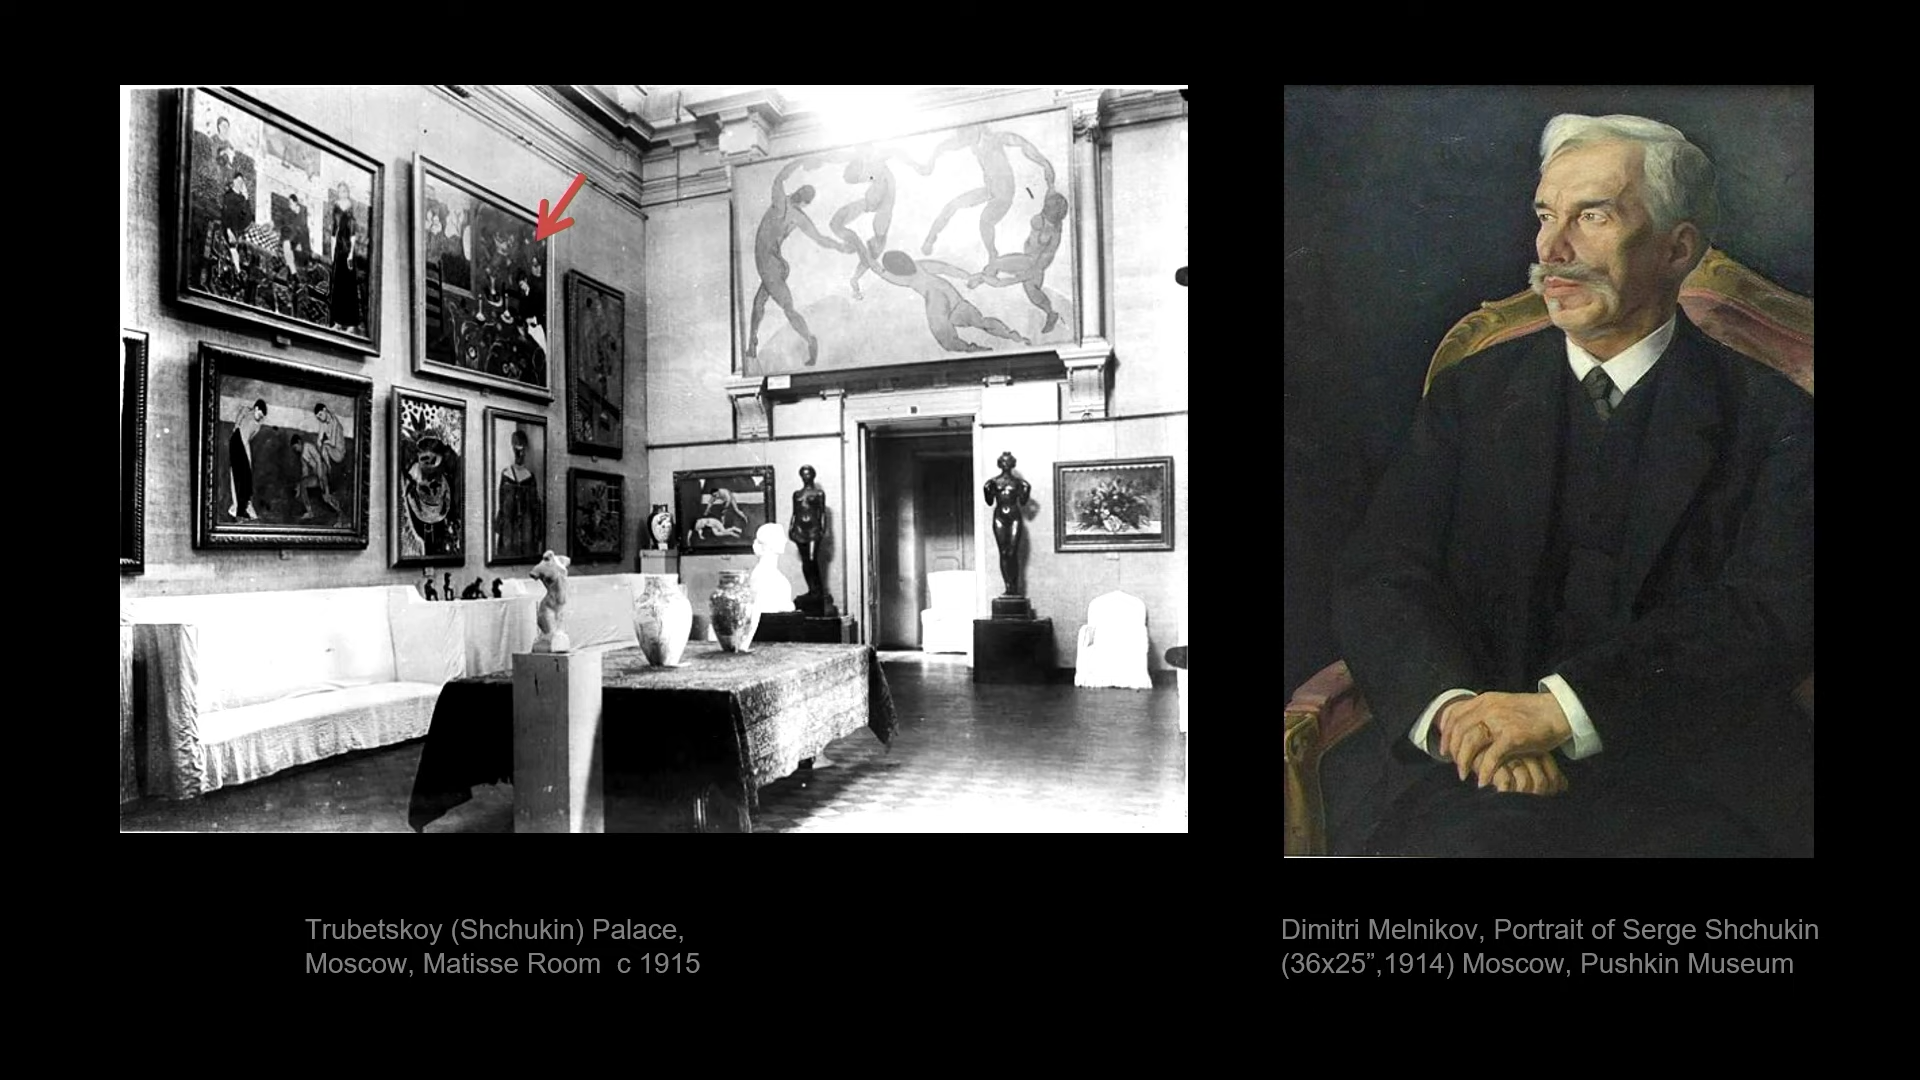 Trubetskoy (Shchukin) Palace,
Moscow, Matisse Room  c 1915
Dimitri Melnikov, Portrait of Serge Shchukin
(36x25”,1914) Moscow, Pushkin Museum